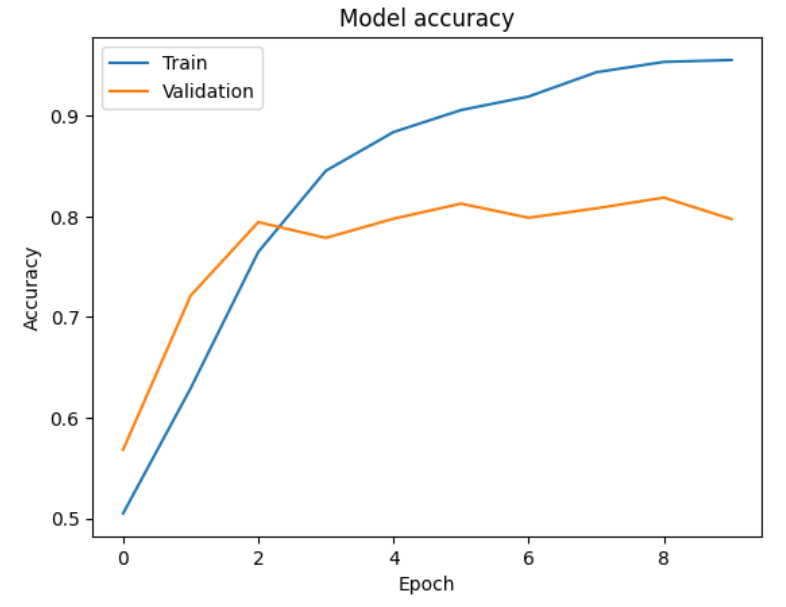 Model accuracy
Train
Validation
0.9
0.8
0.7
0.6
0.5
Accuracy
0 2 4 6 8
Epoch